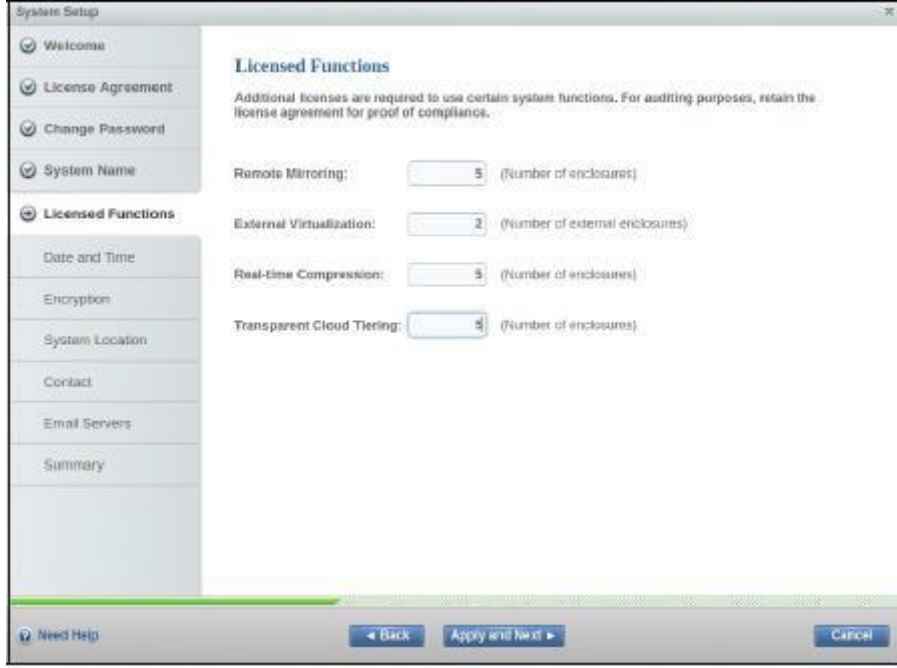 System Setup
Welcome
License Agreement
Change Password
System Name
Licensed Functions
Date and Time
Encryption
System Location
Contact
Email Servers
Summary
Licensed Functions
Additional licenses are required to use certain system functions. For auditing purposes, retain the
license agreement for proof of compliance.
Remote Mirroring: 5 (Number of enclosures)
External Virtualization: 2 (Number of external enclosures)
Real-time Compression: 5 (Number of enclosures)
Transparent Cloud Tiering: 5 (Number of enclosures)
Need Help
Back
Apply and Next
Cancel